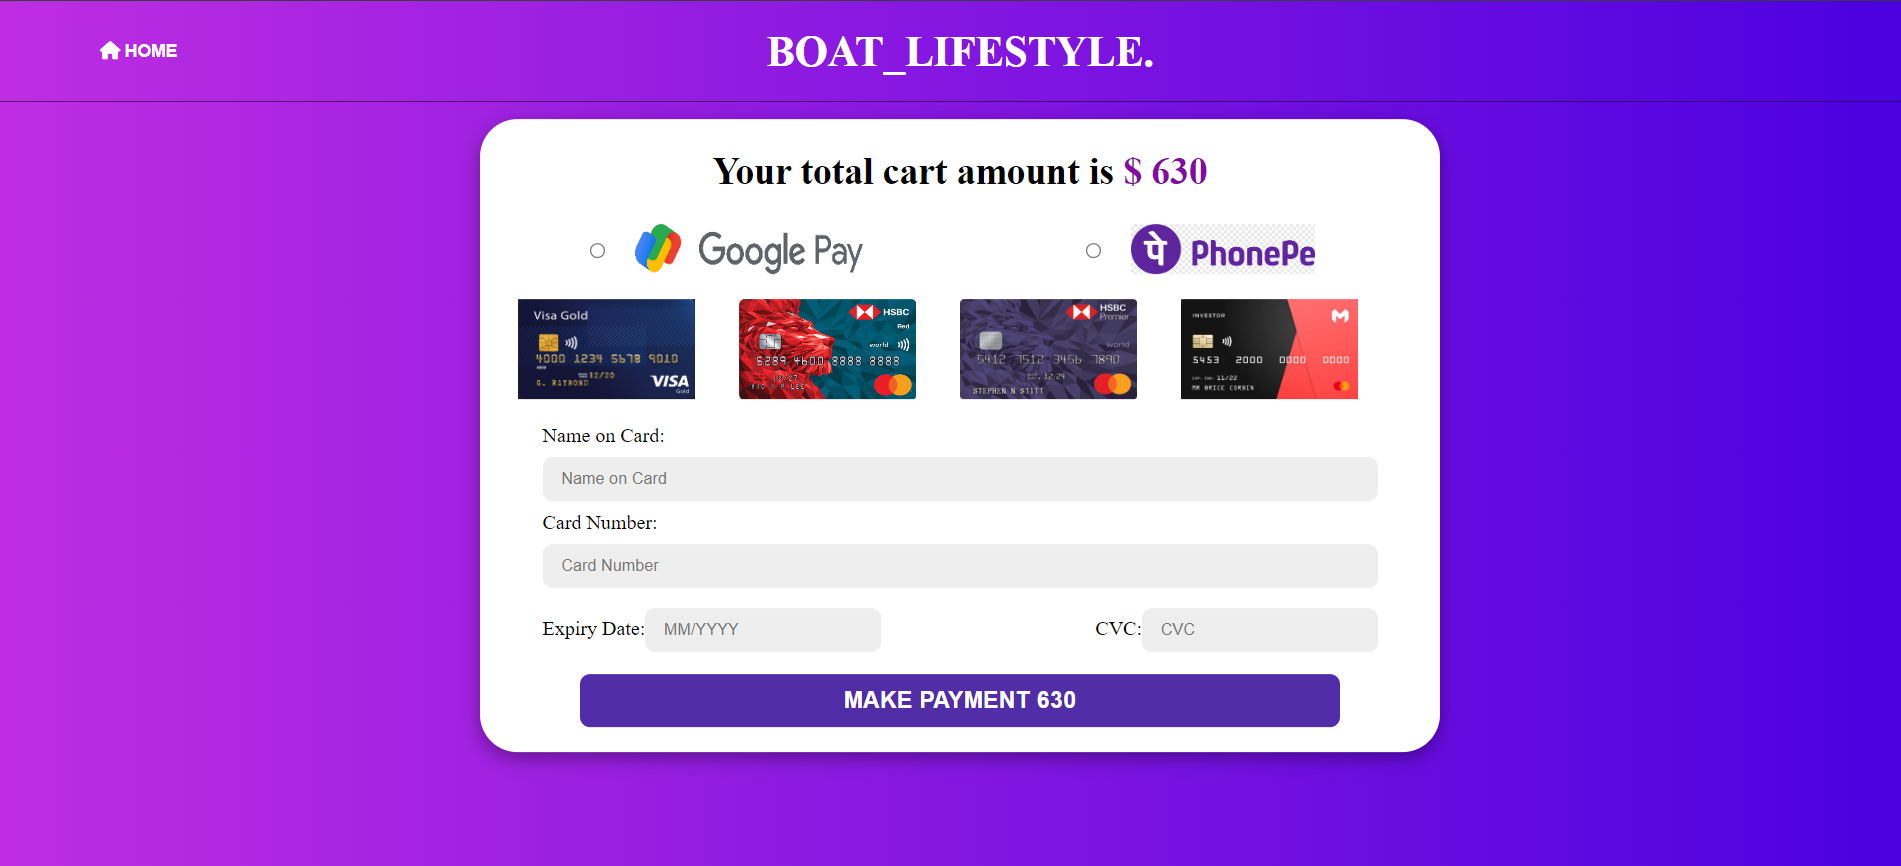 HOME
BOAT_LIFESTYLE.
Your total cart amount is $ 630
Google Pay
पे PhonePe
Visa Gold
4000 1234 5678 9010
4000
12/20
G. RAYMOND
VISA
Gold
HSBC
Red
world
5289 4600 8888 8888
HSBC
Premier
world
5412 7512 3456 7890
12/24
STEPHEN N STITT
INVESTOR
5453 2000 0000 0000
11/22
MR BRICE CORBIN
Name on Card:
Name on Card
Card Number:
Card Number
Expiry Date: MM/YYYY
CVC: CVC
MAKE PAYMENT 630